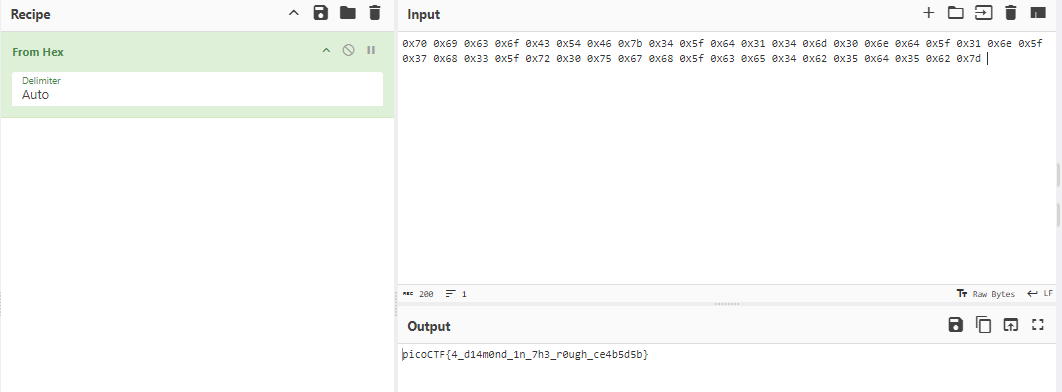 Recipe
From Hex
Delimiter
Auto
Input
0x70 0x69 0x63 0x6f 0x43 0x54 0x46 0x7b 0x34 0x5f 0x64 0x31 0x34 0x6d 0x30 0x6e 0x64 0x5f 0x31 0x6e 0x5f
0x37 0x68 0x33 0x5f 0x72 0x30 0x75 0x67 0x68 0x5f 0x63 0x65 0x34 0x62 0x35 0x64 0x35 0x62 0x7d
REC 200 1 Raw Bytes LF
Output
picoCTF{4_d14m0nd_1n_7h3_r0ugh_ce4b5d5b}